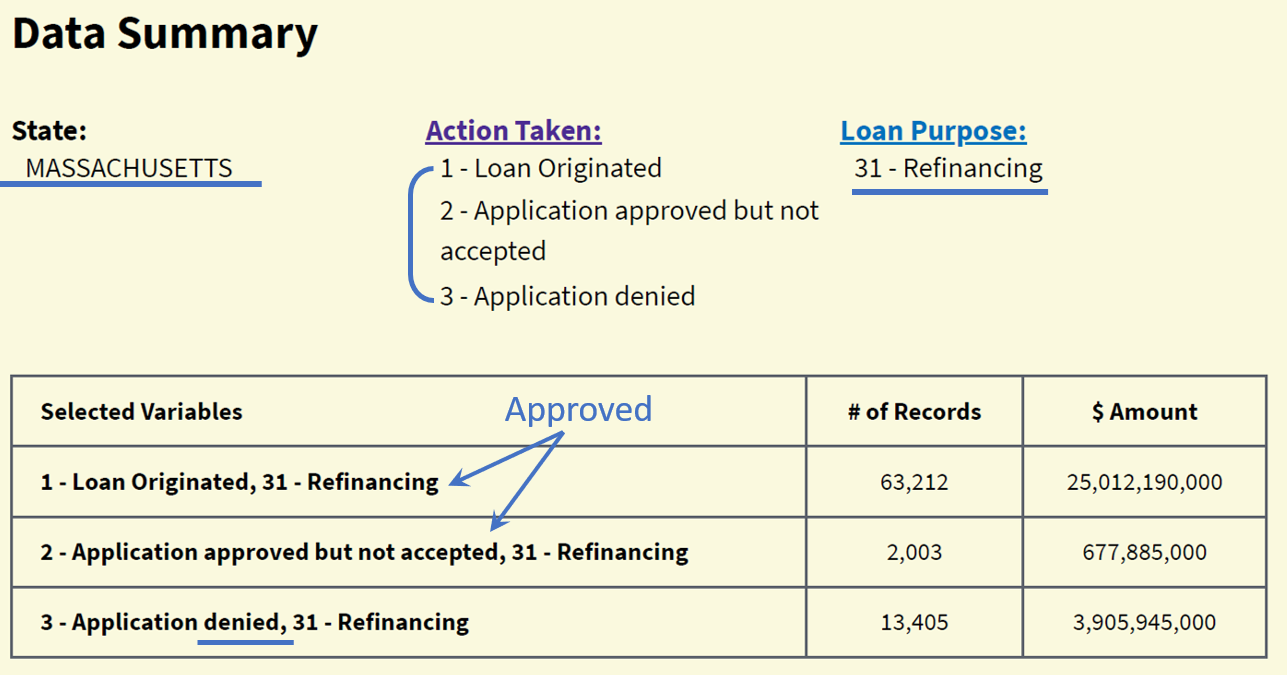 Data Summary
State:
MASSACHUSETTS
Action Taken:
1 - Loan Originated
2 - Application approved but not
accepted
3 - Application denied
Loan Purpose:
31 - Refinancing
Selected Variables
Approved
# of Records
$ Amount
1 - Loan Originated, 31 - Refinancing
63,212
25,012,190,000
2 - Application approved but not accepted, 31 - Refinancing
2,003
677,885,000
3 - Application denied, 31 - Refinancing
13,405
3,905,945,000